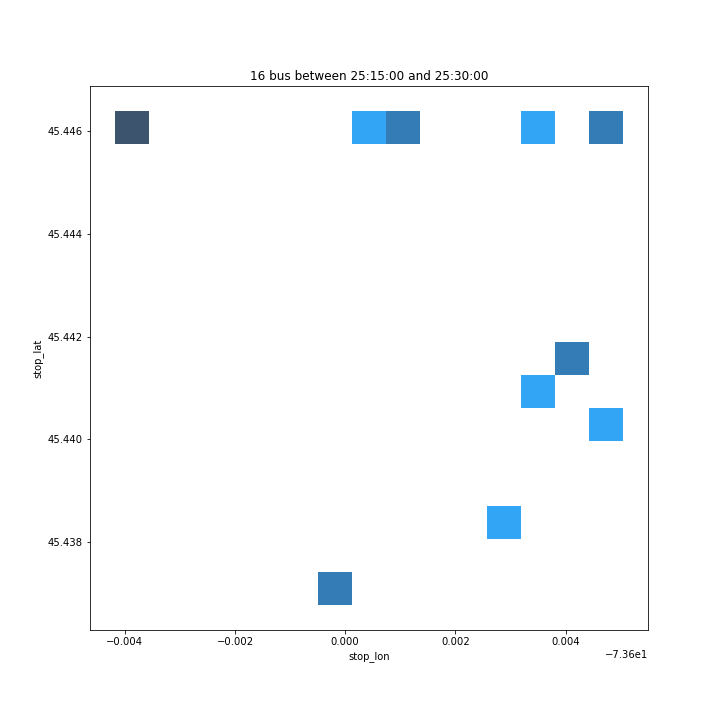 16 bus between 25:15:00 and 25:30:00
45.446
45.444
45.442
45.440
45.438
stop_lat
−0.004 −0.002 0.000 0.002 0.004
stop_lon
−7.36e1